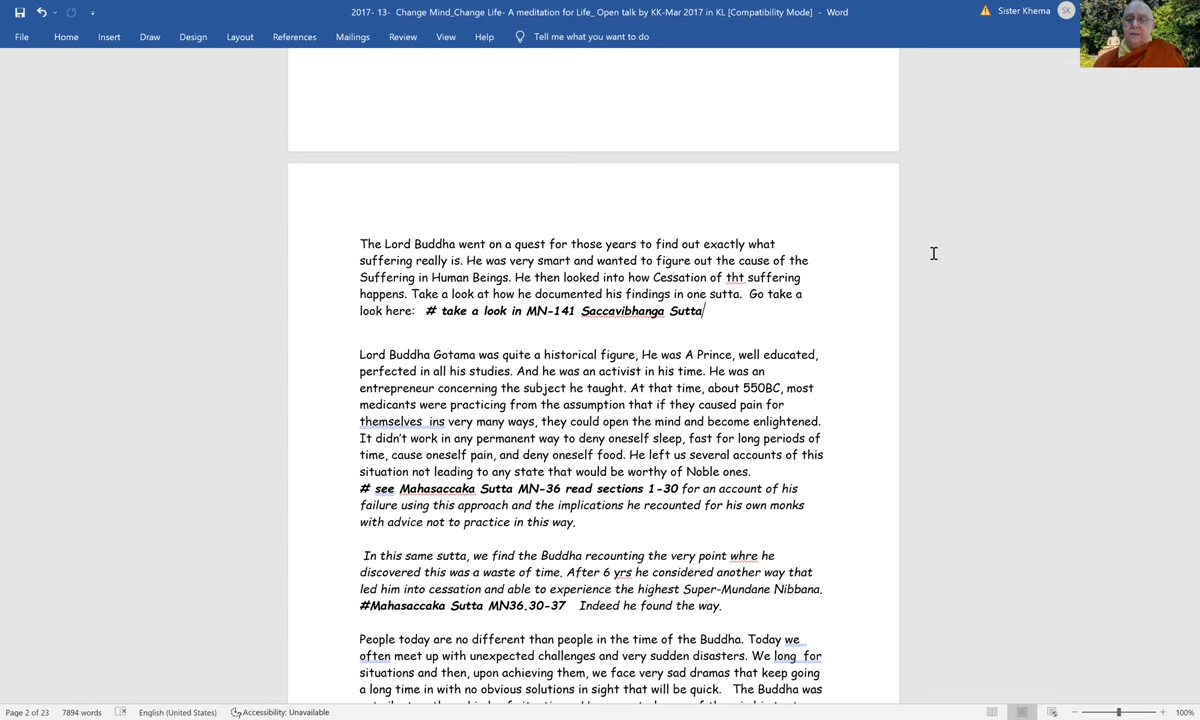 2017- 13-  Change Mind_Change Life- A meditation for Life_ Open talk by KK-Mar 2017 in KL [Compatibility Mode]  -  Word
Sister Khema
SK
File Home Insert Draw Design Layout References Mailings Review View Help Tell me what you want to do
The Lord Buddha went on a quest for those years to find out exactly what
suffering really is. He was very smart and wanted to figure out the cause of the
Suffering in Human Beings. He then looked into how Cessation of tht suffering
happens. Take a look at how he documented his findings in one sutta.  Go take a
look here:   # take a look in MN-141 Saccavibhanga Sutta
Lord Buddha Gotama was quite a historical figure, He was A Prince, well educated,
perfected in all his studies. And he was an activist in his time. He was an
entrepreneur concerning the subject he taught. At that time, about 550BC, most
medicants were practicing from the assumption that if they caused pain for
themselves  ins very many ways, they could open the mind and become enlightened.
It didn't work in any permanent way to deny oneself sleep, fast for long periods of
time, cause oneself pain, and deny oneself food. He left us several accounts of this
situation not leading to any state that would be worthy of Noble ones.
# see Mahasaccaka Sutta MN-36 read sections 1-30 for an account of his
failure using this approach and the implications he recounted for his own monks
with advice not to practice in this way.
In this same sutta, we find the Buddha recounting the very point whre he
discovered this was a waste of time. After 6 yrs he considered another way that
led him into cessation and able to experience the highest Super-Mundane Nibbana.
#Mahasaccaka Sutta MN36.30-37   Indeed he found the way.
People today are no different than people in the time of the Buddha. Today we
often meet up with unexpected challenges and very sudden disasters. We long  for
situations and then, upon achieving them, we face very sad dramas that keep going
a long time in with no obvious solutions in sight that will be quick.   The Buddha was
Page 2 of 23 7894 words English (United States) Accessibility: Unavailable 100%